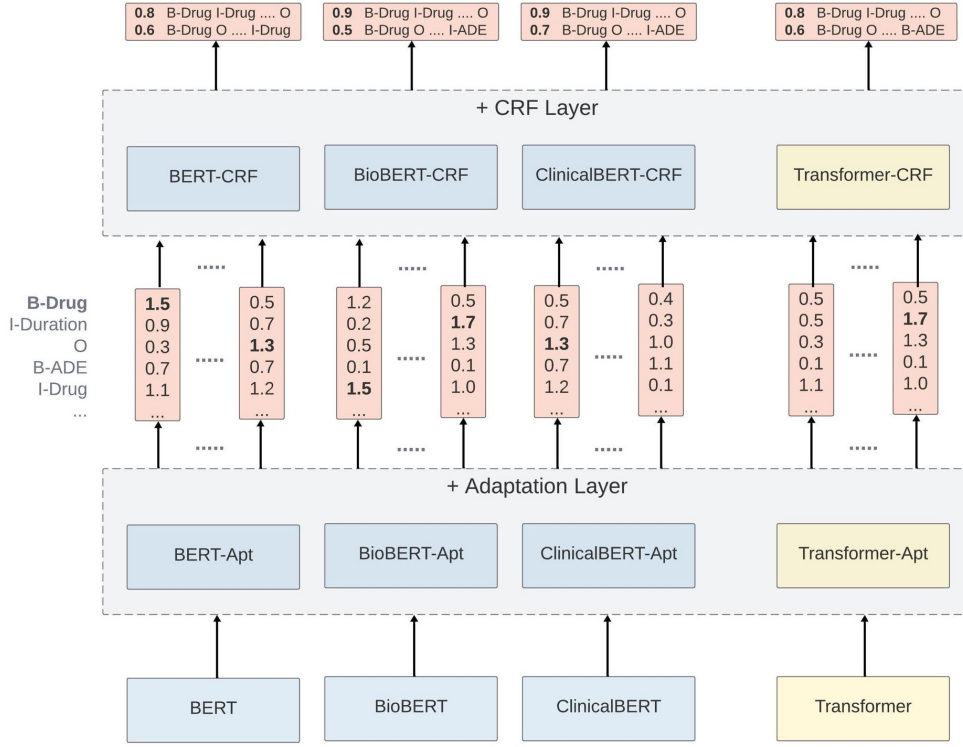 0.8 B-Drug I-Drug .... O
0.6 B-Drug O .... I-Drug
0.9 B-Drug I-Drug .... O
0.5 B-Drug O .... I-ADE
0.9 B-Drug I-Drug .... O
0.7 B-Drug O .... I-ADE
0.8 B-Drug I-Drug .... O
0.6 B-Drug O .... B-ADE
+ CRF Layer
BERT-CRF
BioBERT-CRF
ClinicalBERT-CRF
Transformer-CRF
..... ..... ..... .....
B-Drug 1.5 0.5 1.2 0.5 0.5 0.4 0.5 0.5
I-Duration 0.9 0.7 0.2 1.7 0.7 0.3 0.5 1.7
O 0.3 1.3 0.5 1.3 1.3 1.0 0.3 1.3
B-ADE 0.7 0.7 0.1 0.1 0.7 1.1 0.1 0.1
I-Drug 1.1 1.2 1.5 1.0 1.2 0.1 1.1 1.0
... ... ... ... ... ... ... ... ...
..... ..... ..... .....
..... ..... ..... .....
+ Adaptation Layer
BERT-Apt
BioBERT-Apt
ClinicalBERT-Apt
Transformer-Apt
BERT
BioBERT
ClinicalBERT
Transformer